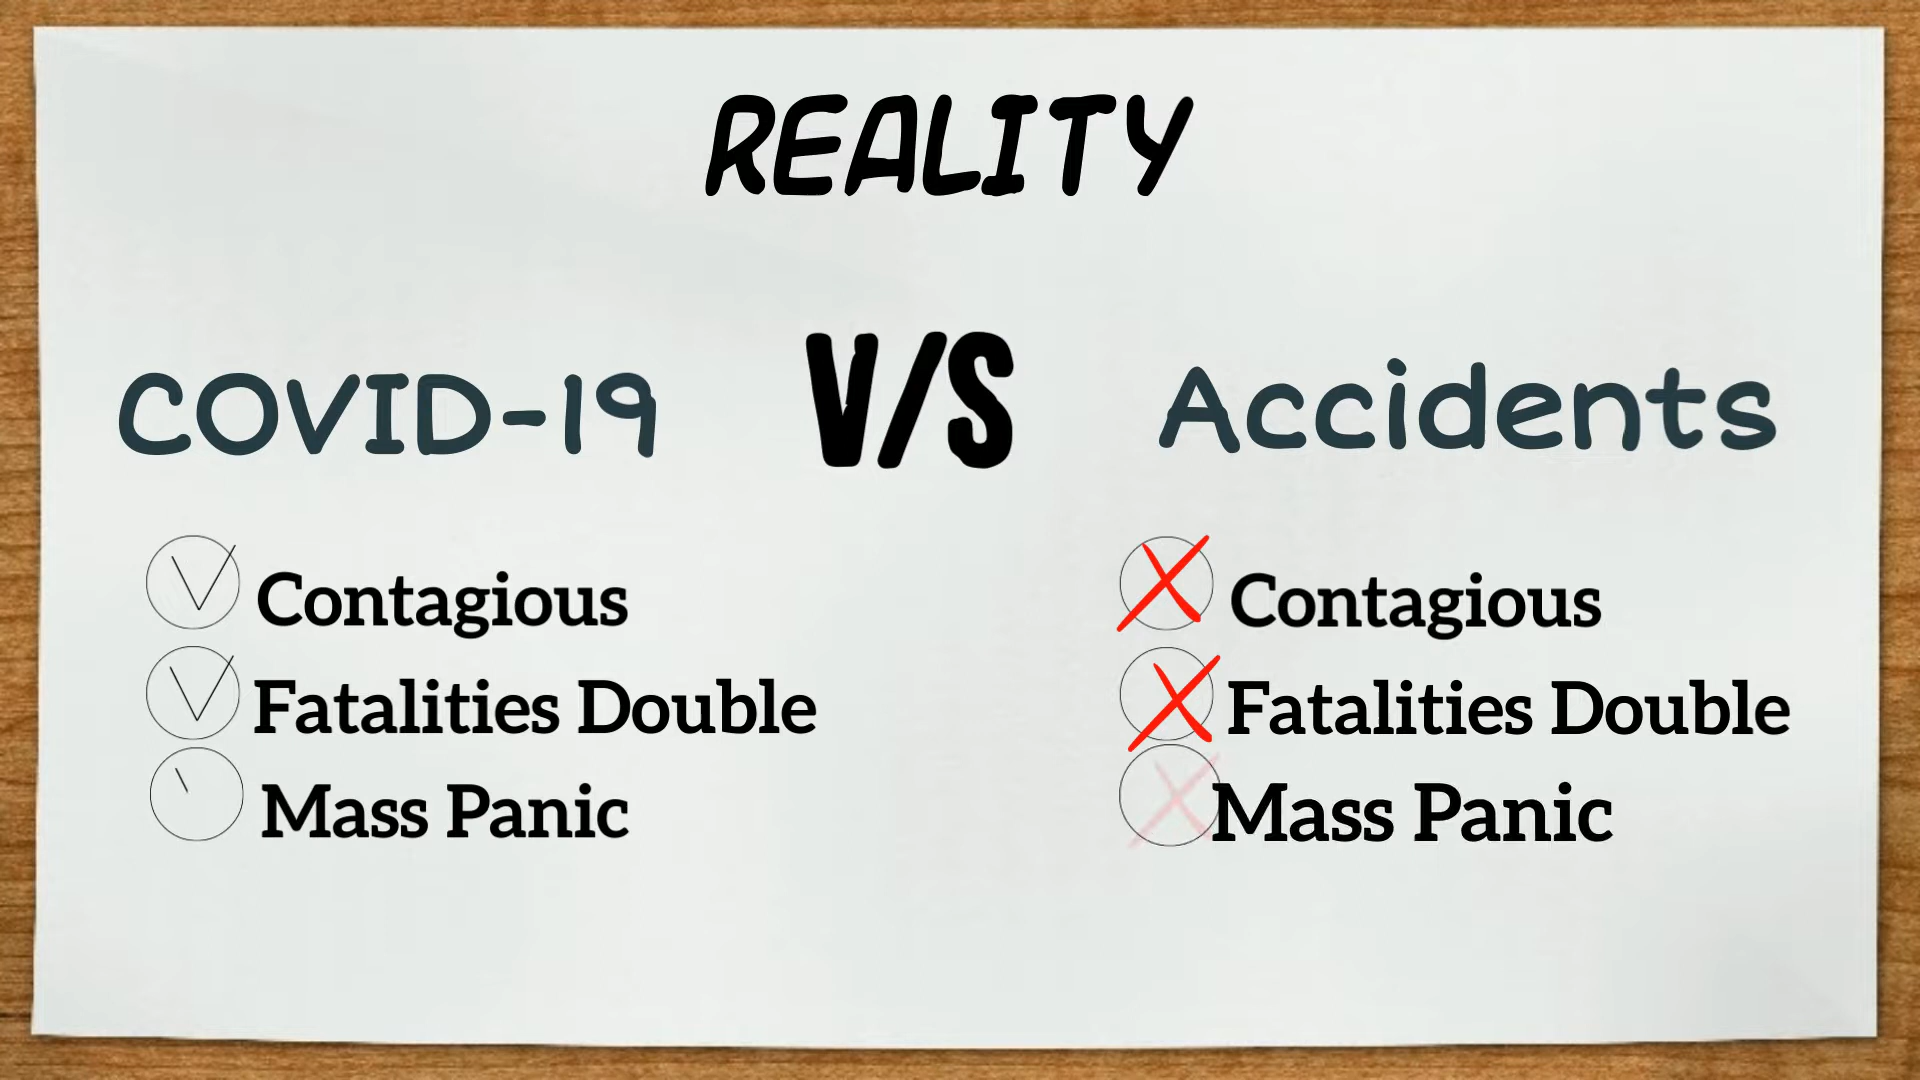 REALITY
COVID-19 V/S Accidents
Contagious
Fatalities Double
Mass Panic
Contagious
Fatalities Double
Mass Panic